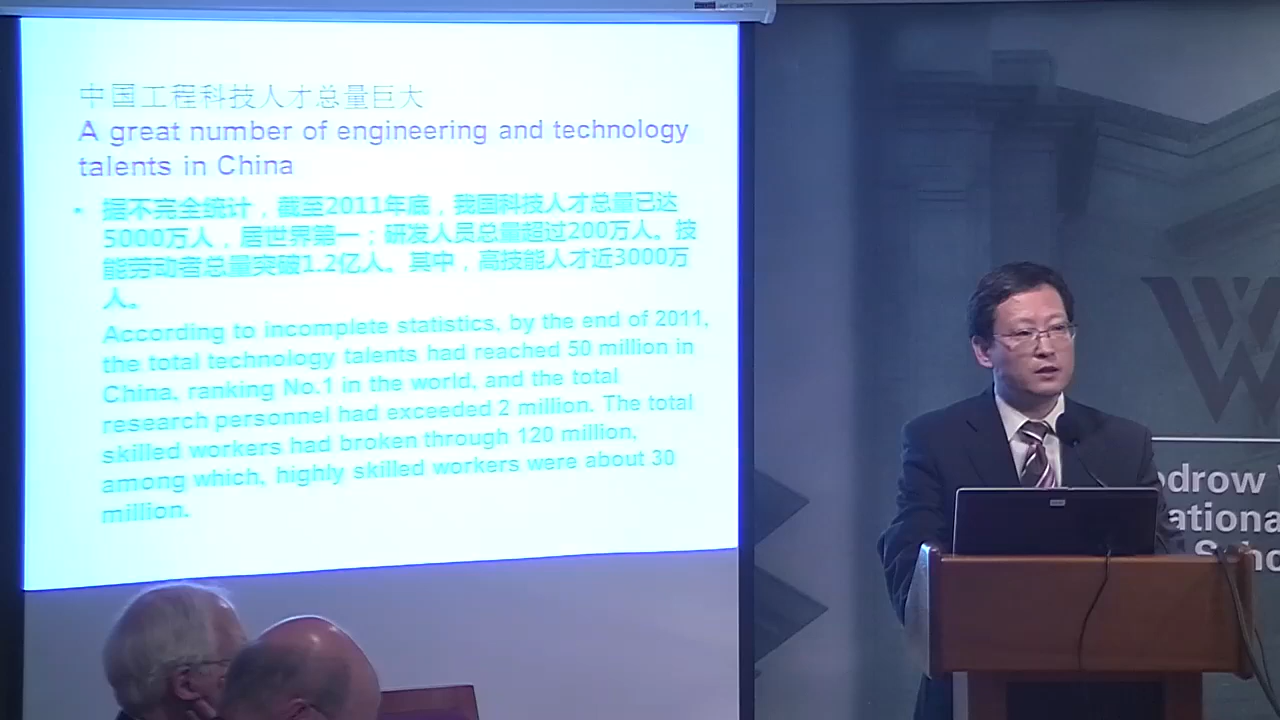 中国工程科技人才总量巨大
A great number of engineering and technology
talents in China
• 据不完全统计，截至2011年底，我国科技人才总量已达
5000万人，居世界第一；研发人员总量超过200万人。技
能劳动者总量突破1.2亿人。其中，高技能人才近3000万
人。
According to incomplete statistics, by the end of 2011,
the total technology talents had reached 50 million in
China, ranking No.1 in the world, and the total
research personnel had exceeded 2 million. The total
skilled workers had broken through 120 million,
among which, highly skilled workers were about 30
million.
W
odrow W
ationa
Scho